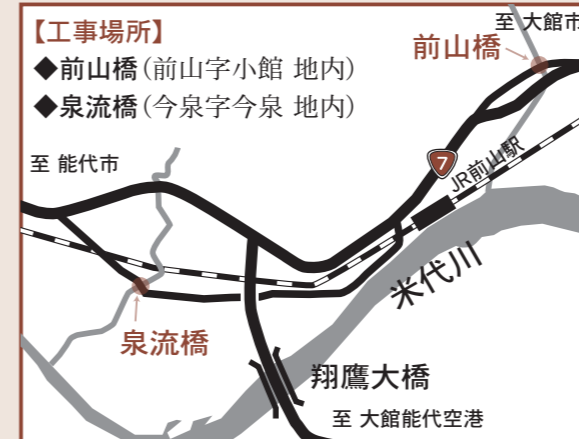 【工事場所】
◆前山橋(前山字小館 地内)
◆泉流橋(今泉字今泉 地内)
至 大館市
前山橋
至 能代市
7
JR前山駅
米代川
泉流橋
翔鷹大橋
至 大館能代空港